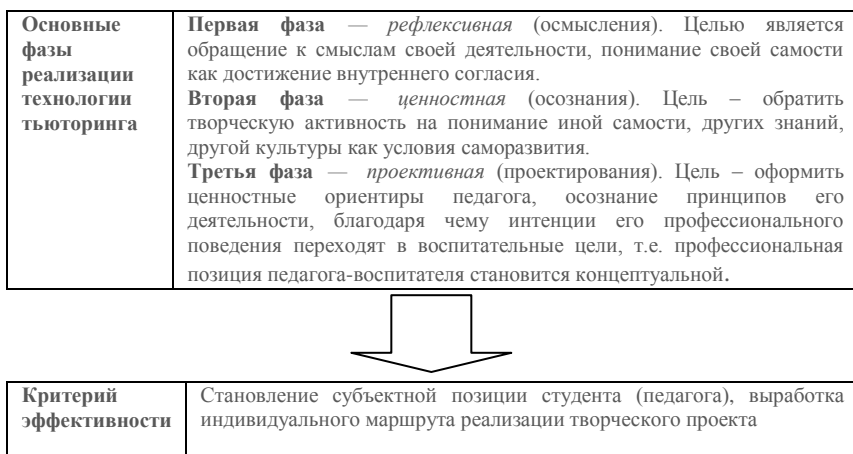 Основные
фазы
реализации
технологии
тьюторинга
Первая фаза — рефлексивная (осмысления). Целью является
обращение к смыслам своей деятельности, понимание своей самости
как достижение внутреннего согласия.
Вторая фаза — ценностная (осознания). Цель – обратить
творческую активность на понимание иной самости, других знаний,
другой культуры как условия саморазвития.
Третья фаза — проективная (проектирования). Цель – оформить
ценностные ориентиры педагога, осознание принципов его
деятельности, благодаря чему интенции его профессионального
поведения переходят в воспитательные цели, т.е. профессиональная
позиция педагога-воспитателя становится концептуальной.
Критерий
эффективности
Становление субъектной позиции студента (педагога), выработка
индивидуального маршрута реализации творческого проекта